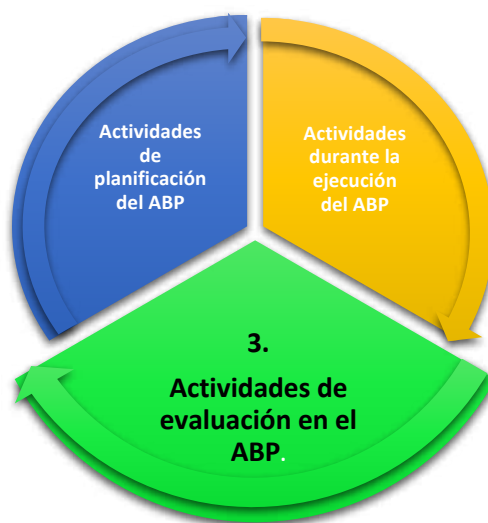 Actividades
de
planificación
del ABP
Actividades
durante la
ejecución
del ABP
3.
Actividades de
evaluación en el
ABP.